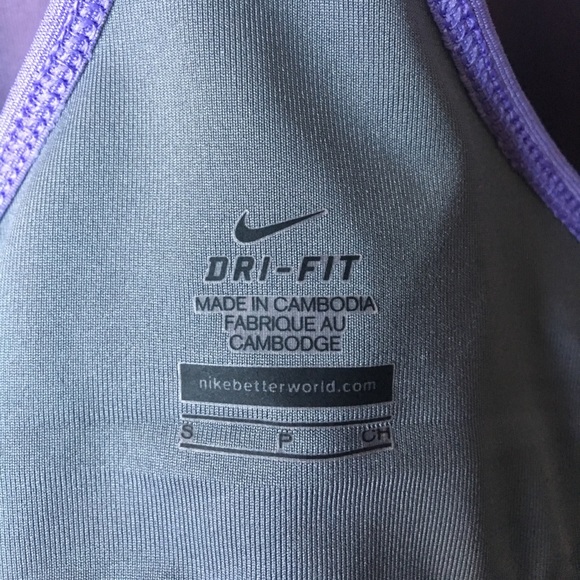 DRI-FIT
MADE IN CAMBODIA
FABRIQUE AU
CAMBODGE
nikebetterworld.com
S P CH